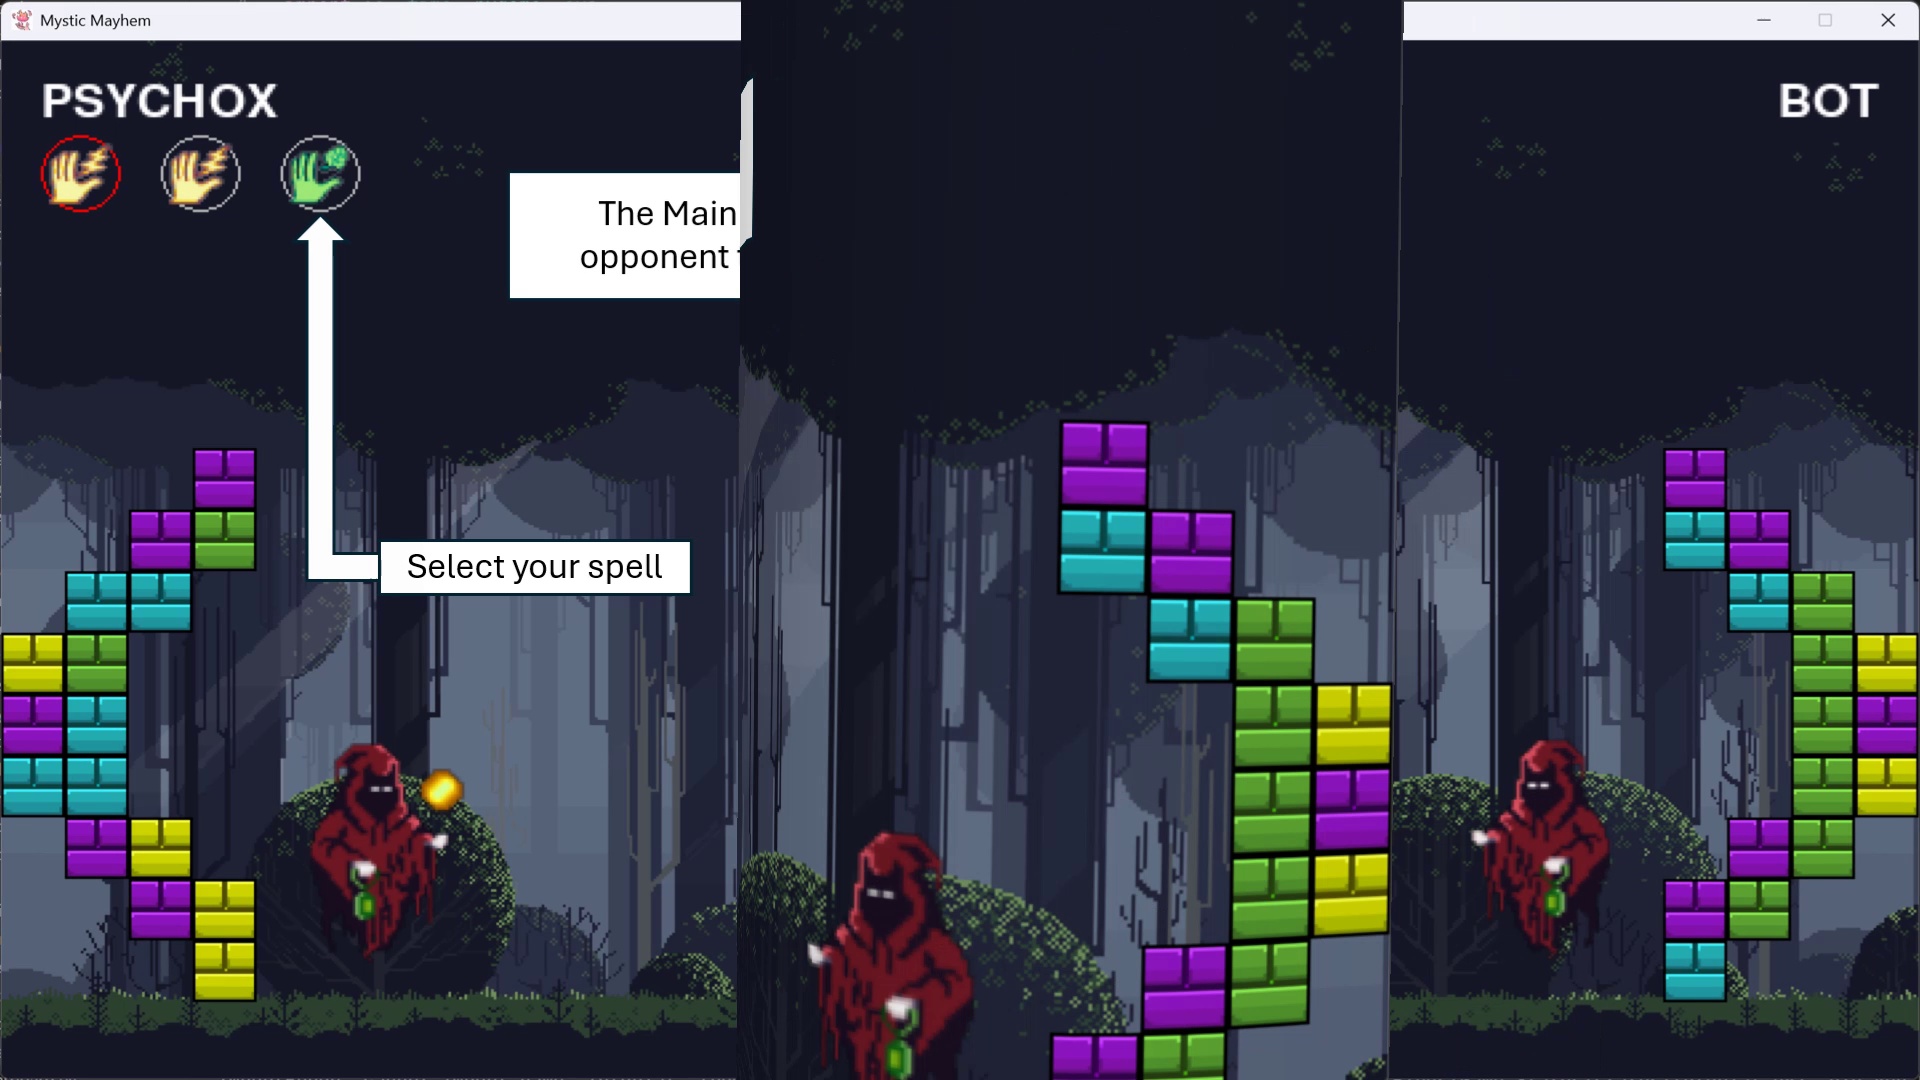 Mystic Mayhem
PSYCHOX
BOT
The Main
opponent
Select your spell